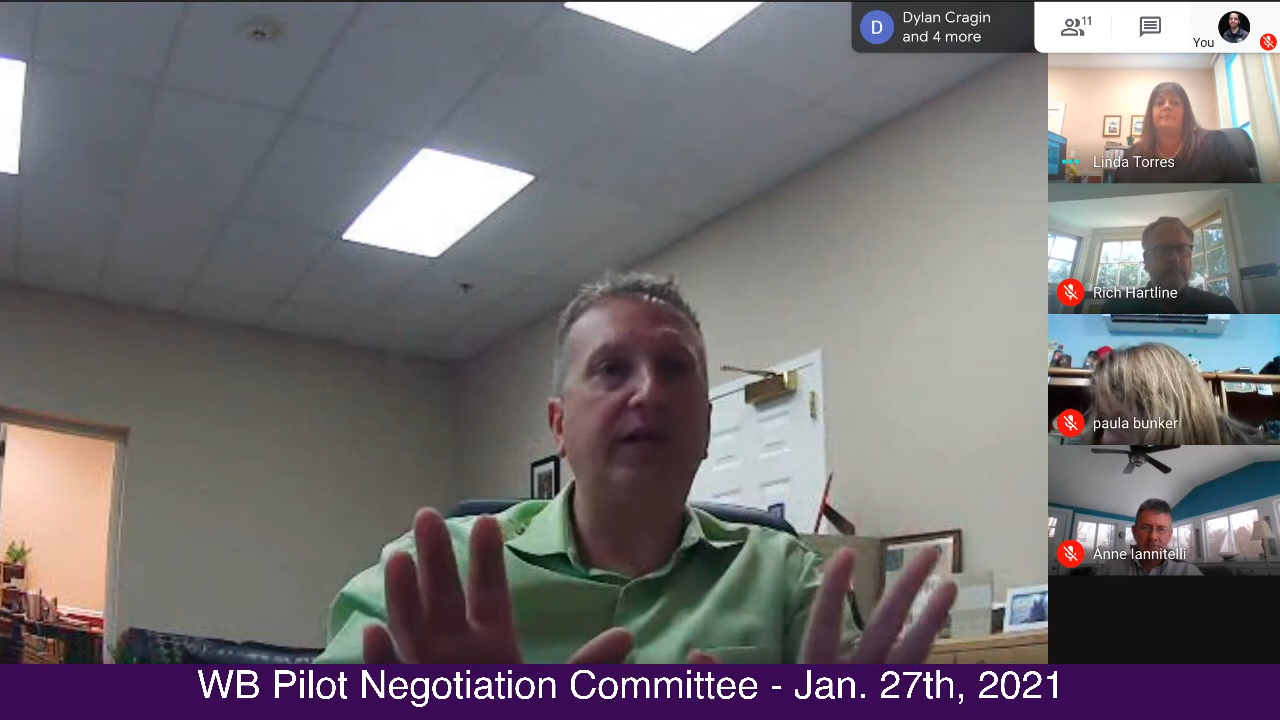 D
Dylan Cragin
and 4 more
11
You
Linda Torres
Rich Hartline
paula bunker
Anne Iannitelli
WB Pilot Negotiation Committee - Jan. 27th, 2021